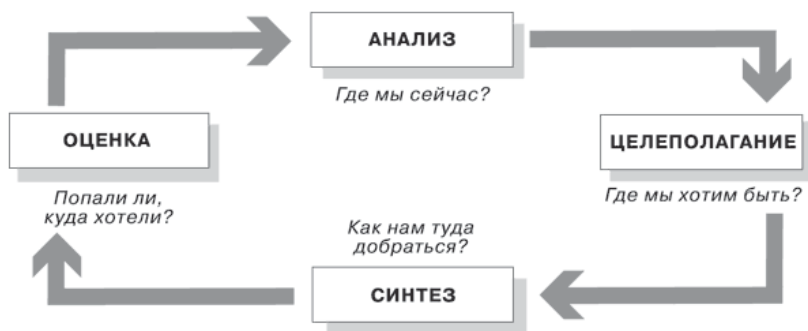 АНАЛИЗ
Где мы сейчас?
ЦЕЛЕПОЛАГАНИЕ
Где мы хотим быть?
Как нам туда
добраться?
СИНТЕЗ
ОЦЕНКА
Попали ли,
куда хотели?